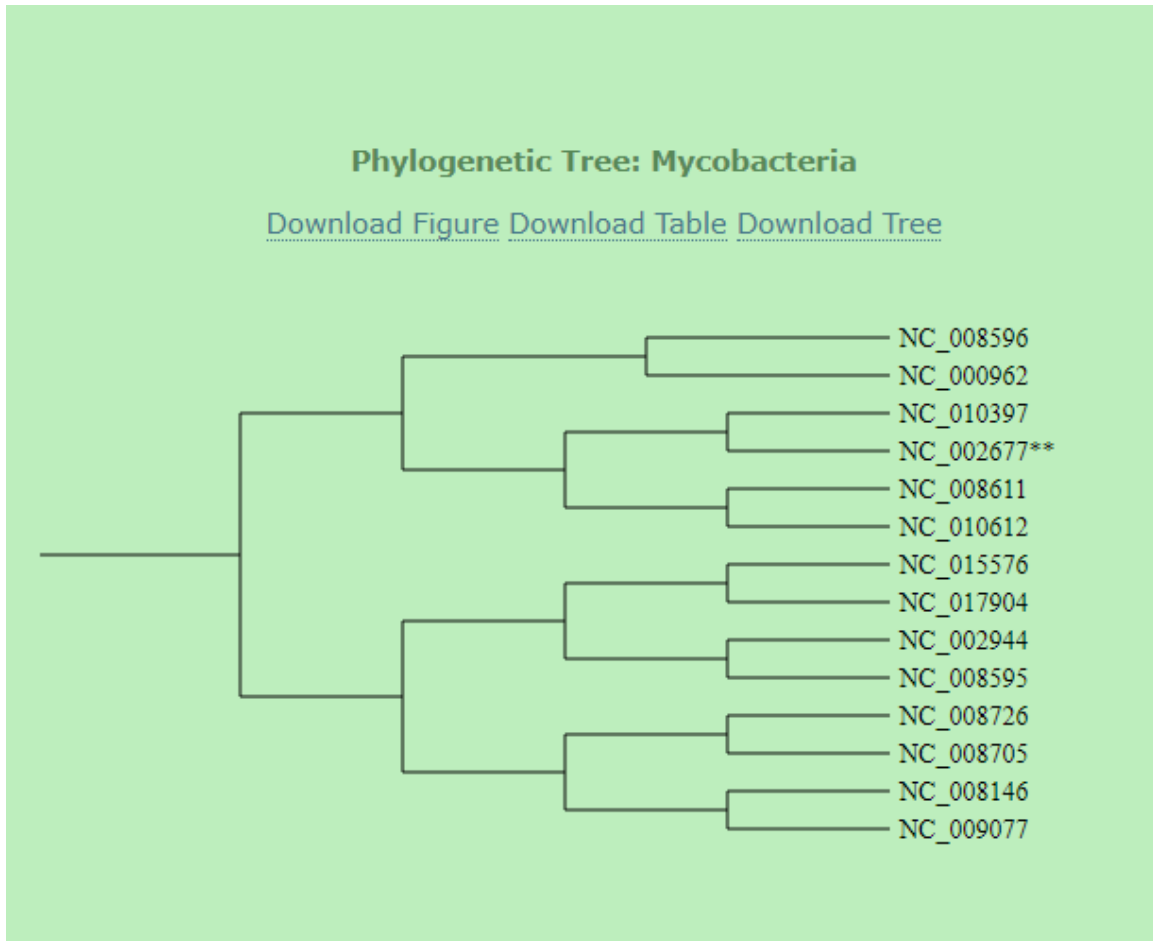 Phylogenetic Tree: Mycobacteria
Download Figure Download Table Download Tree
NC_008596
NC_000962
NC_010397
NC_002677**
NC_008611
NC_010612
NC_015576
NC_017904
NC_002944
NC_008595
NC_008726
NC_008705
NC_008146
NC_009077